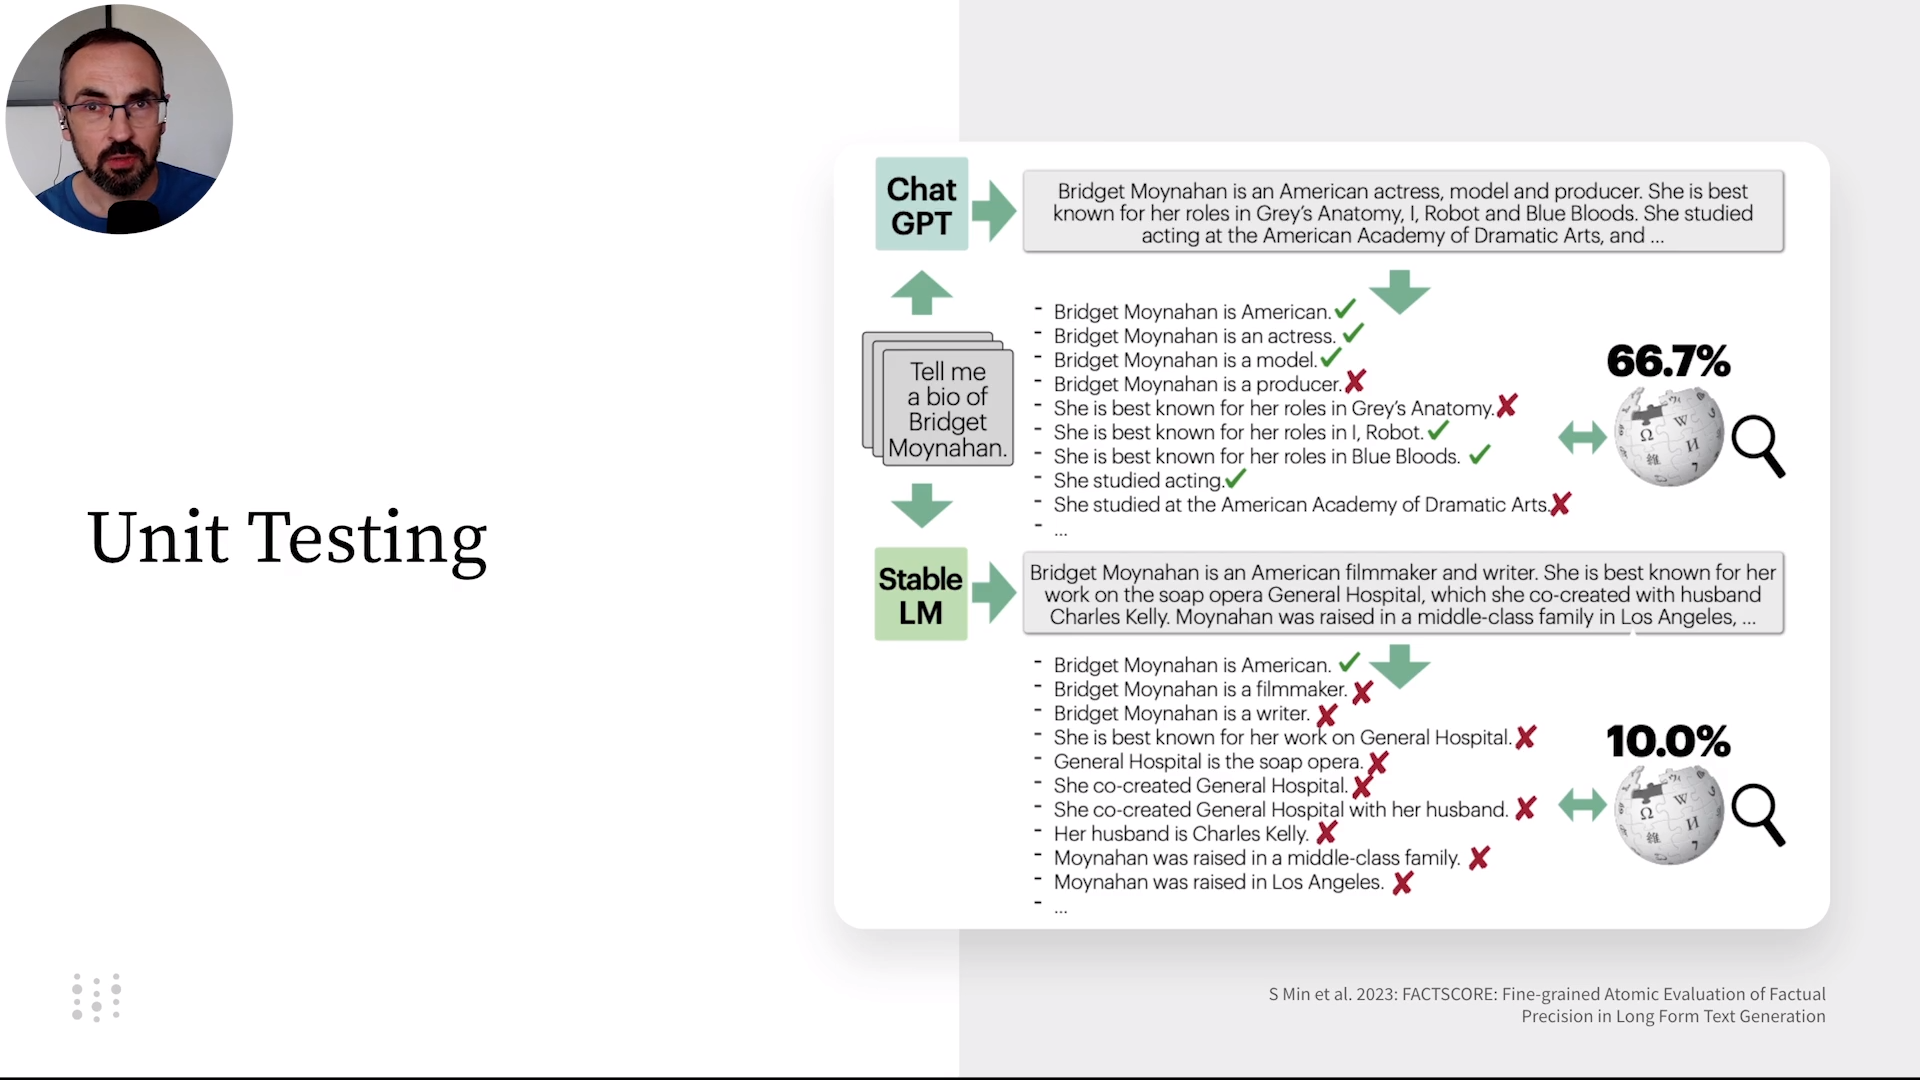 Unit Testing
Chat
GPT
Bridget Moynahan is an American actress, model and producer. She is best
known for her roles in Grey’s Anatomy, I, Robot and Blue Bloods. She studied
acting at the American Academy of Dramatic Arts, and ...
Tell me
a bio of
Bridget
Moynahan.
- Bridget Moynahan is American. ✓
- Bridget Moynahan is an actress. ✓
- Bridget Moynahan is a model. ✓
- Bridget Moynahan is a producer. ✗
- She is best known for her roles in Grey’s Anatomy. ✗
- She is best known for her roles in I, Robot. ✓
- She is best known for her roles in Blue Bloods. ✓
- She studied acting. ✓
- She studied at the American Academy of Dramatic Arts. ✗
- ...
66.7%
Ω W И 維
Stable
LM
Bridget Moynahan is an American filmmaker and writer. She is best known for her
work on the soap opera General Hospital, which she co-created with husband
Charles Kelly. Moynahan was raised in a middle-class family in Los Angeles, ...
- Bridget Moynahan is American. ✓
- Bridget Moynahan is a filmmaker. ✗
- Bridget Moynahan is a writer. ✗
- She is best known for her work on General Hospital. ✗
- General Hospital is the soap opera. ✗
- She co-created General Hospital. ✗
- She co-created General Hospital with her husband. ✗
- Her husband is Charles Kelly. ✗
- Moynahan was raised in a middle-class family. ✗
- Moynahan was raised in Los Angeles. ✗
- ...
10.0%
Ω W И 維
S Min et al. 2023: FACTSCORE: Fine-grained Atomic Evaluation of Factual
Precision in Long Form Text Generation